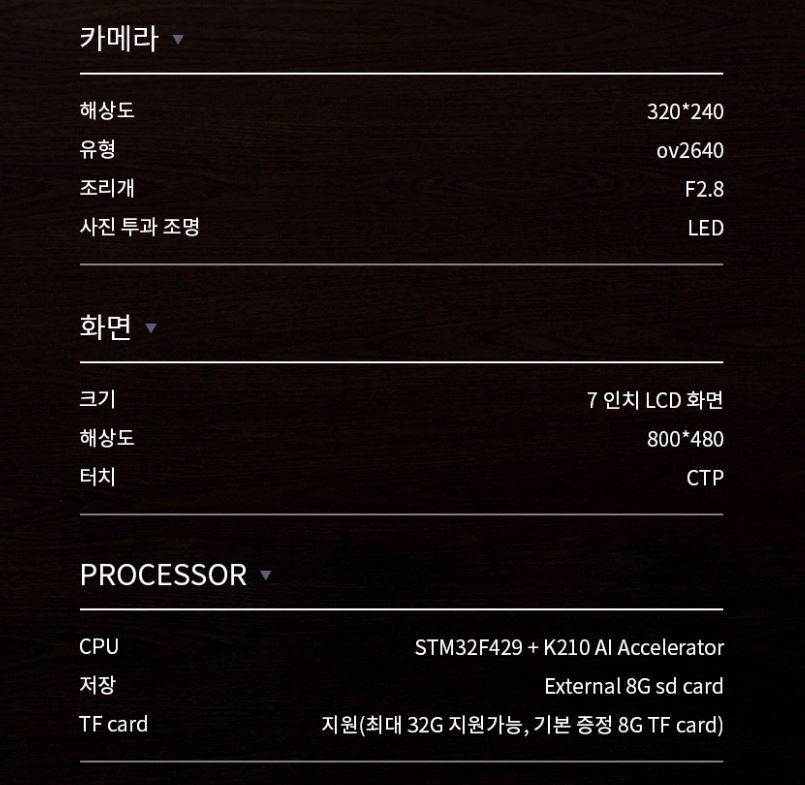 카메라 ▼
해상도 320*240
유형 ov2640
조리개 F2.8
사진 투과 조명 LED
화면 ▼
크기 7 인치 LCD 화면
해상도 800*480
터치 CTP
PROCESSOR ▼
CPU STM32F429 + K210 AI Accelerator
저장 External 8G sd card
TF card 지원(최대 32G 지원가능, 기본 증정 8G TF card)